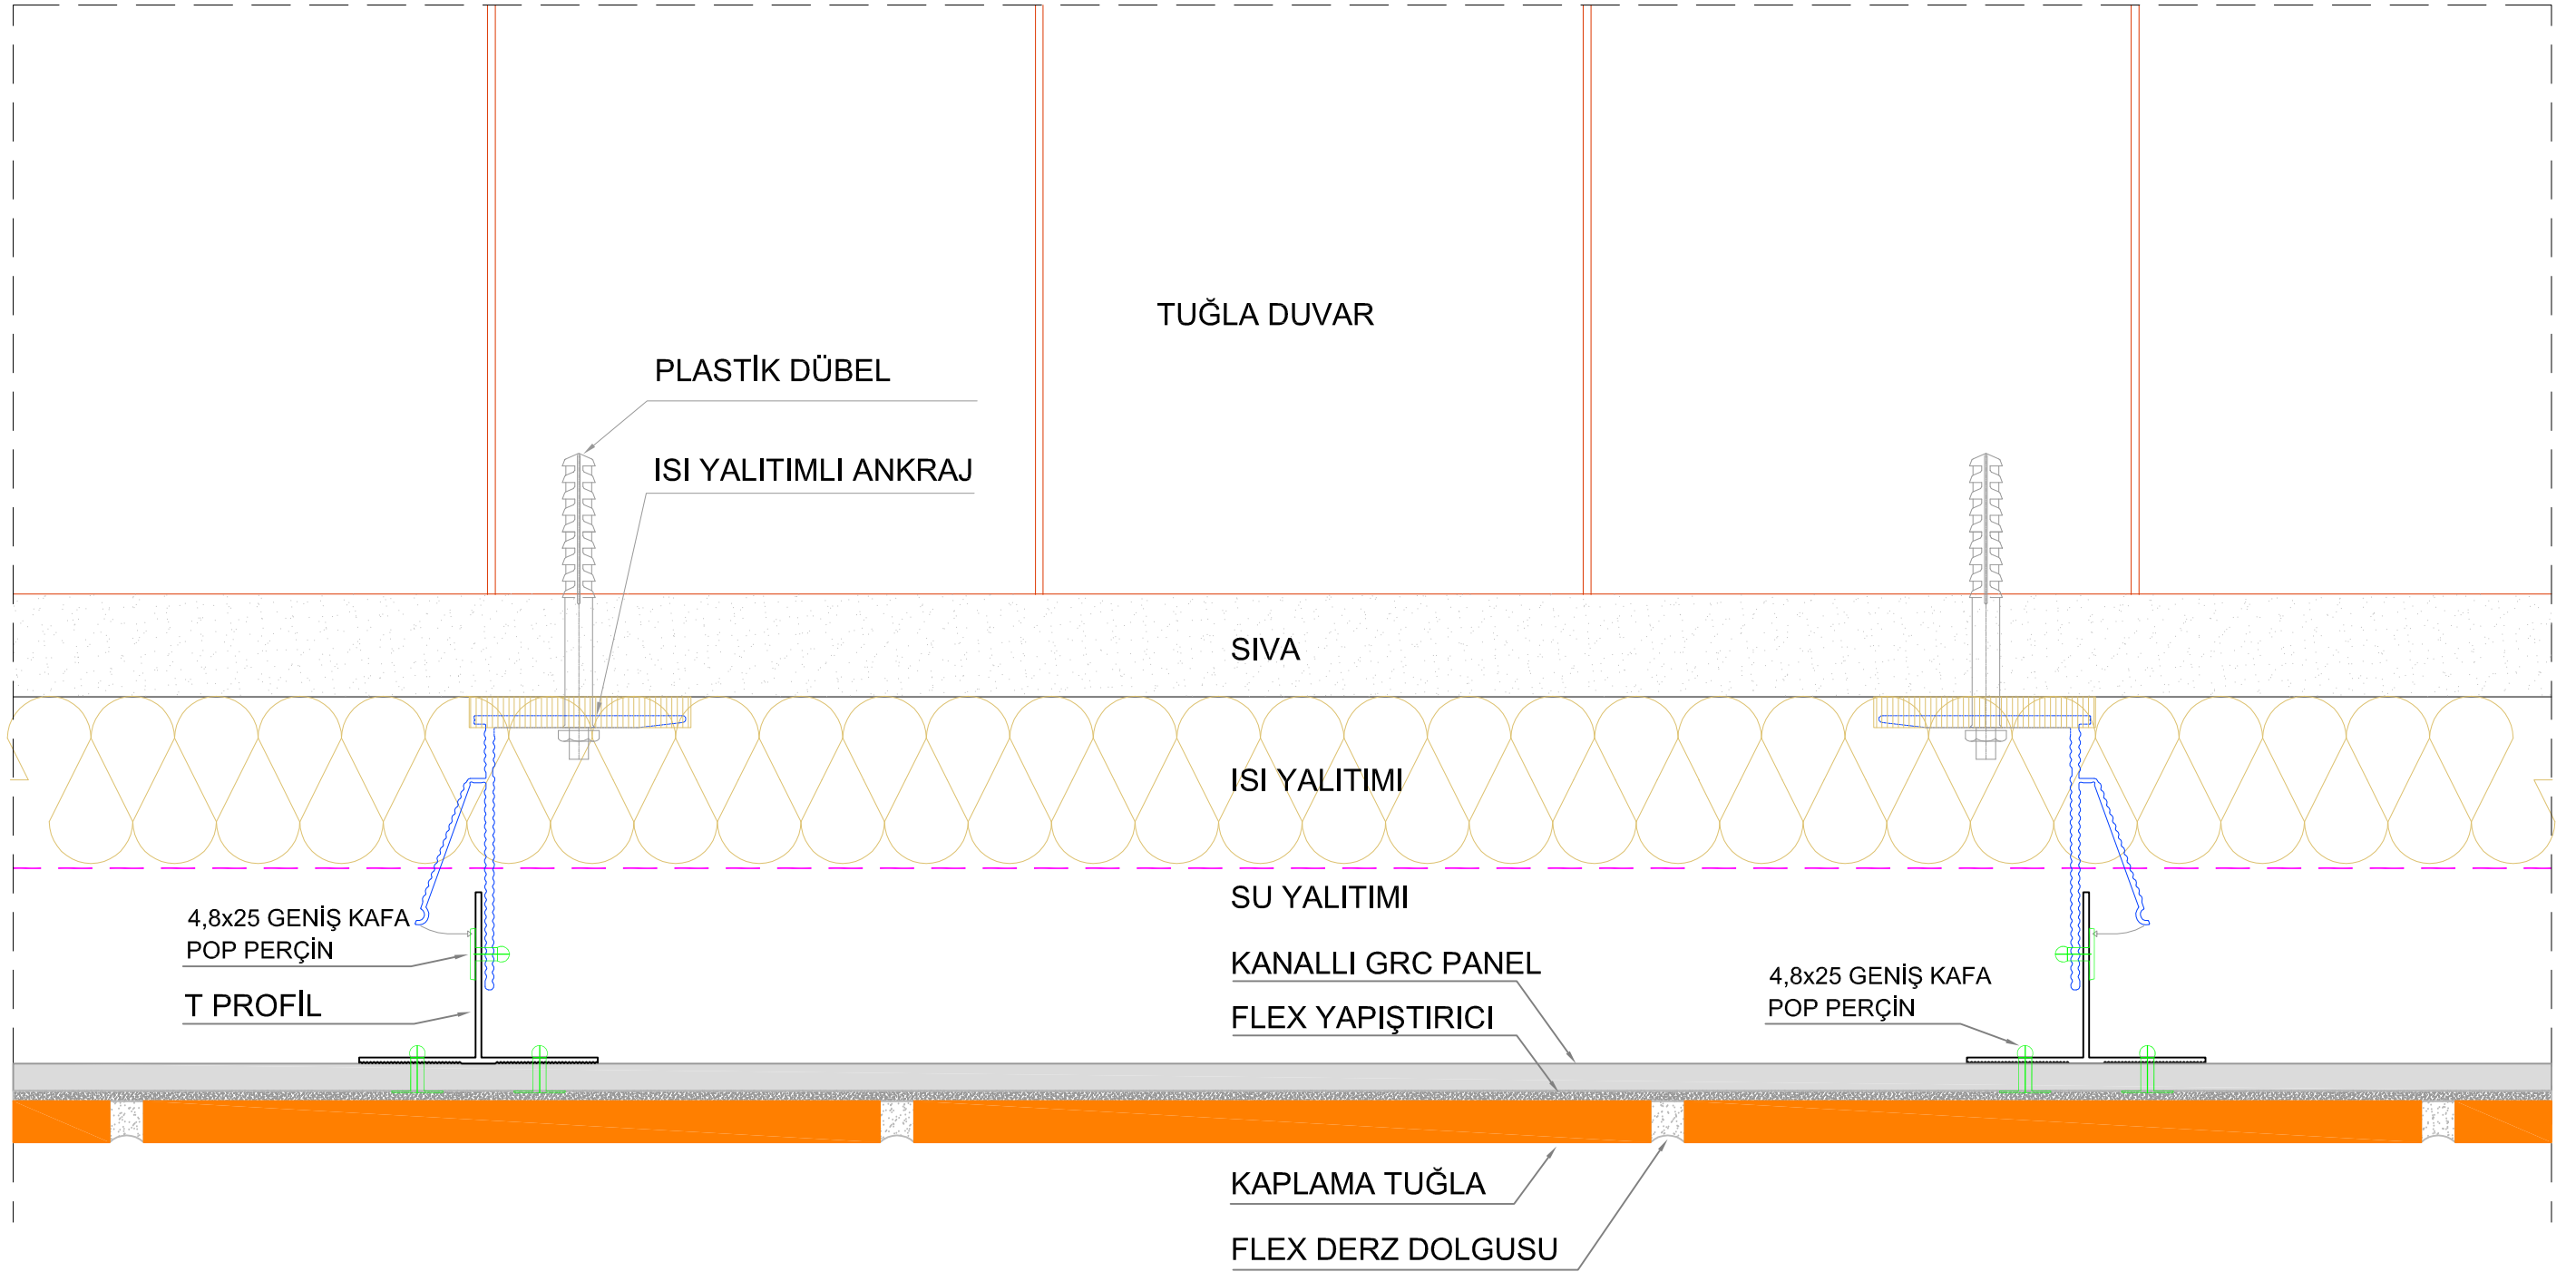 TUĞLA DUVAR
PLASTİK DÜBEL
ISI YALITIMLI ANKRAJ
SIVA
ISI YALITIMI
SU YALITIMI
4,8x25 GENİŞ KAFA
POP PERÇİN
T PROFİL
KANALLI GRC PANEL
FLEX YAPIŞTIRICI
4,8x25 GENİŞ KAFA
POP PERÇİN
KAPLAMA TUĞLA
FLEX DERZ DOLGUSU